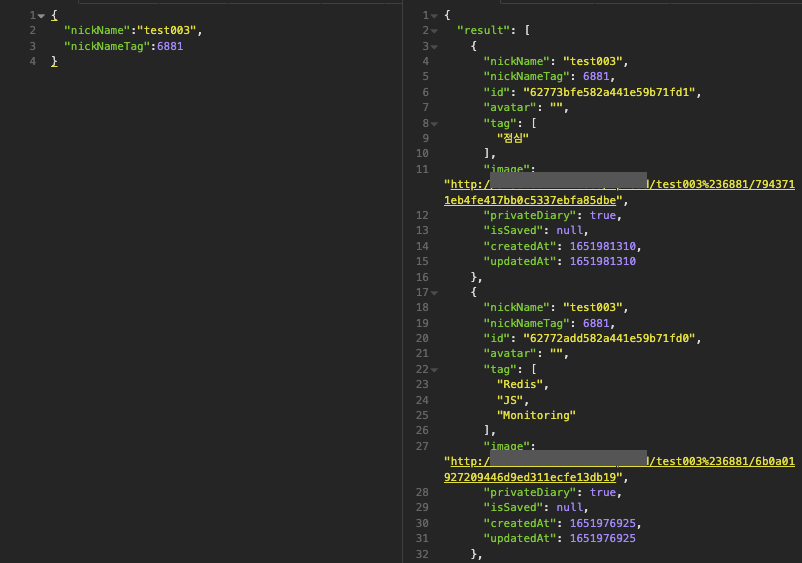 1 {
2 "nickName":"test003",
3 "nickNameTag":6881
4 }
1 {
2 "result": [
3 {
4 "nickName": "test003",
5 "nickNameTag": 6881,
6 "id": "62773bfe582a441e59b71fd1",
7 "avatar": "",
8 "tag": [
9 "점심"
10 ],
11 "image":
"http:/ d/test003%236881/794371
1eb4fe417bb0c5337ebfa85dbe",
12 "privateDiary": true,
13 "isSaved": null,
14 "createdAt": 1651981310,
15 "updatedAt": 1651981310
16 },
17 {
18 "nickName": "test003",
19 "nickNameTag": 6881,
20 "id": "62772add582a441e59b71fd0",
21 "avatar": "",
22 "tag": [
23 "Redis",
24 "JS",
25 "Monitoring"
26 ],
27 "image":
"http:/ d/test003%236881/6b0a01
927209446d9ed311ecfe13db19",
28 "privateDiary": true,
29 "isSaved": null,
30 "createdAt": 1651976925,
31 "updatedAt": 1651976925
32 },